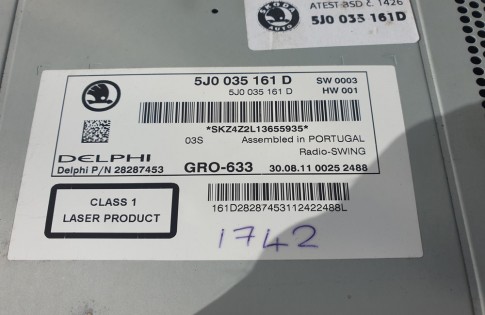 ATEST 8SD č. 1426
ŠKODA
AUTO
5J0 035 161D
5J0 035 161 D
SW 0003
5J0 035 161 D
HW 001
*SKZ4Z2L13655935*
03S
Assembled in PORTUGAL
Radio-SWING
DELPHI
Delphi P/N 28287453
GRO-633
30.08.11 0025 2488
CLASS 1
LASER PRODUCT
161D28287453112422488L
1742